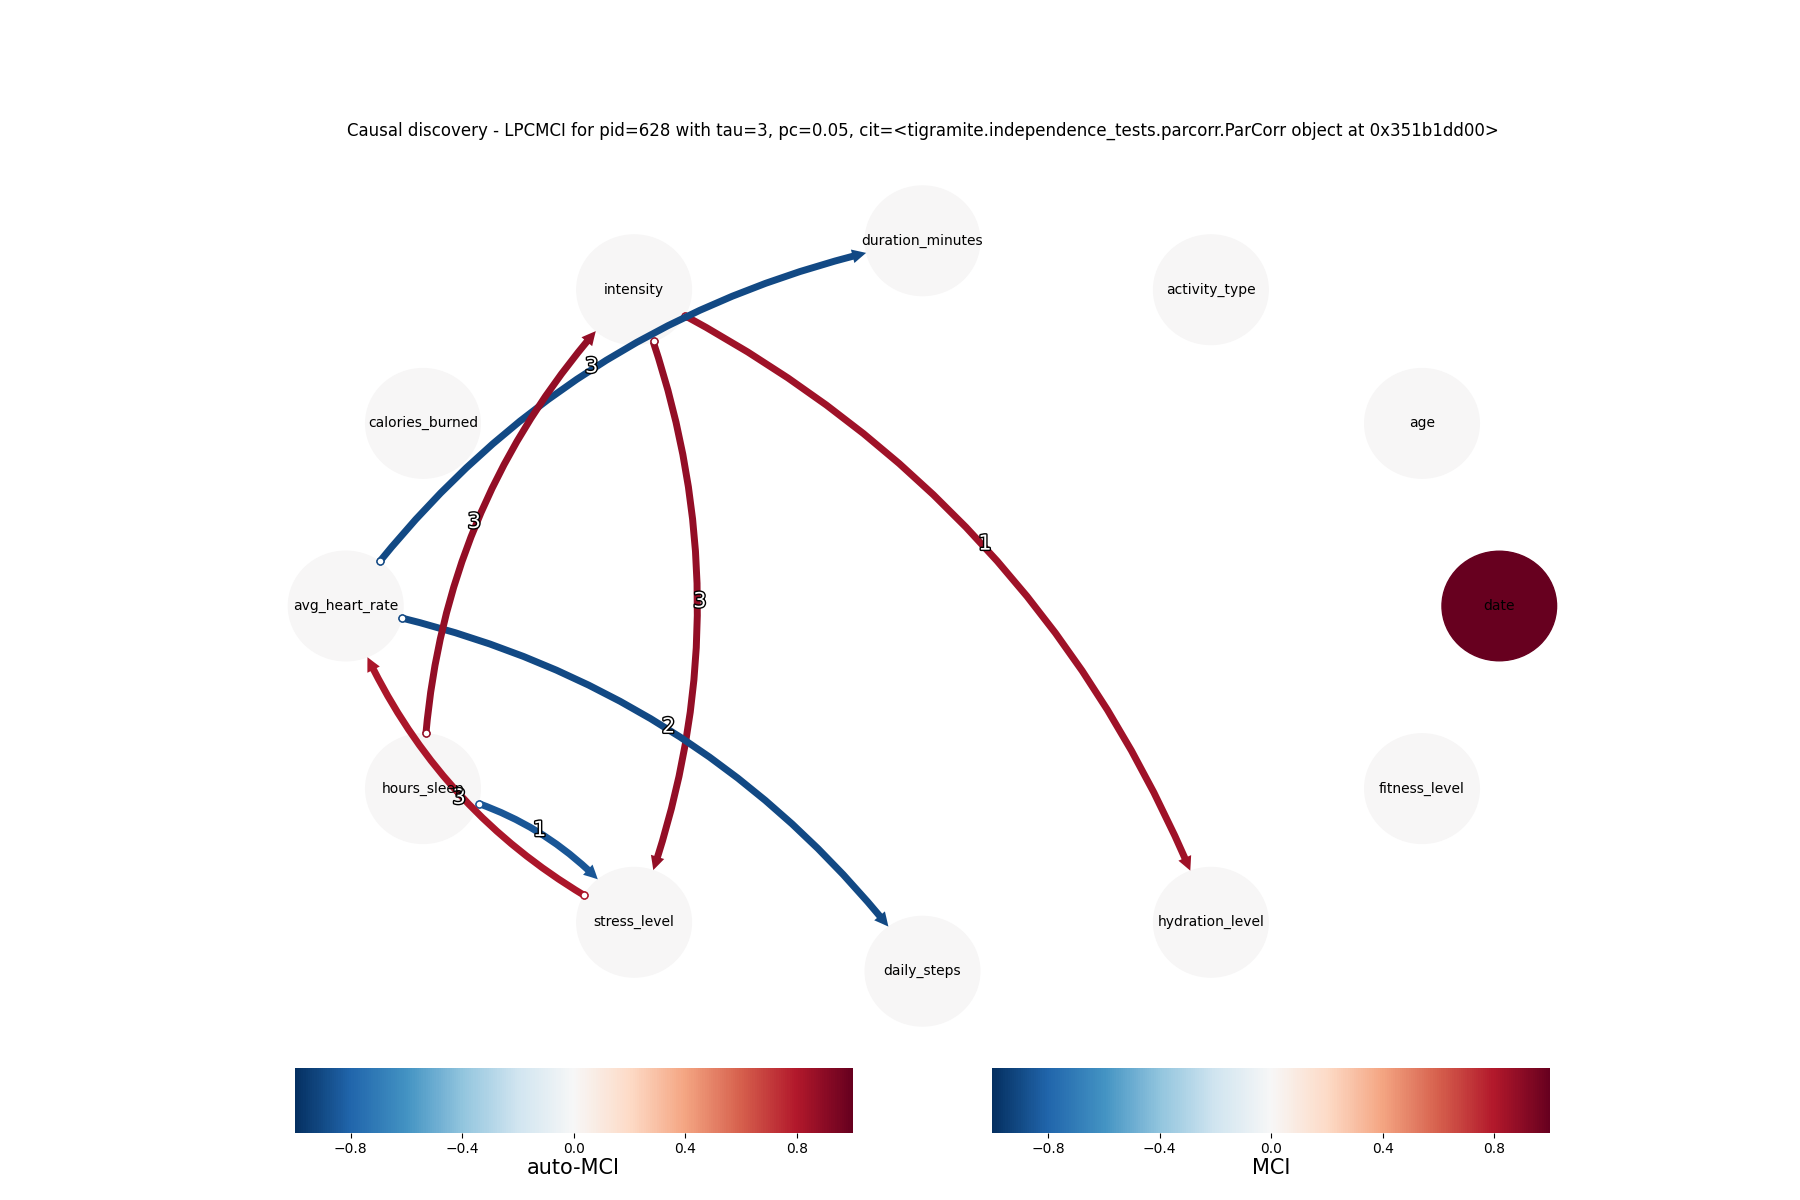 Causal discovery - LPCMCI for pid=628 with tau=3, pc=0.05, cit=<tigramite.independence_tests.parcorr.ParCorr object at 0x351b1dd00>
duration_minutes
intensity
activity_type
3
calories_burned
age
3
1
3
avg_heart_rate
date
2
hours_sleep
3
fitness_level
1
stress_level
hydration_level
daily_steps
−0.8 −0.4 0.0 0.4 0.8
auto-MCI
−0.8 −0.4 0.0 0.4 0.8
MCI